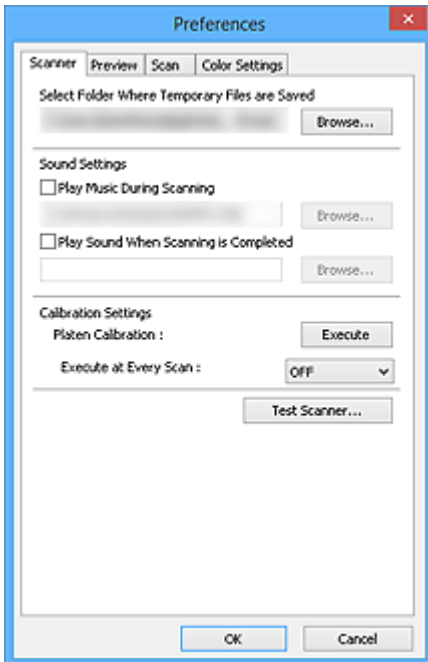 Preferences
Scanner Preview Scan Color Settings
Select Folder Where Temporary Files are Saved
Browse...
Sound Settings
Play Music During Scanning
Browse...
Play Sound When Scanning is Completed
Browse...
Calibration Settings
Platen Calibration : Execute
Execute at Every Scan : OFF
Test Scanner...
OK Cancel